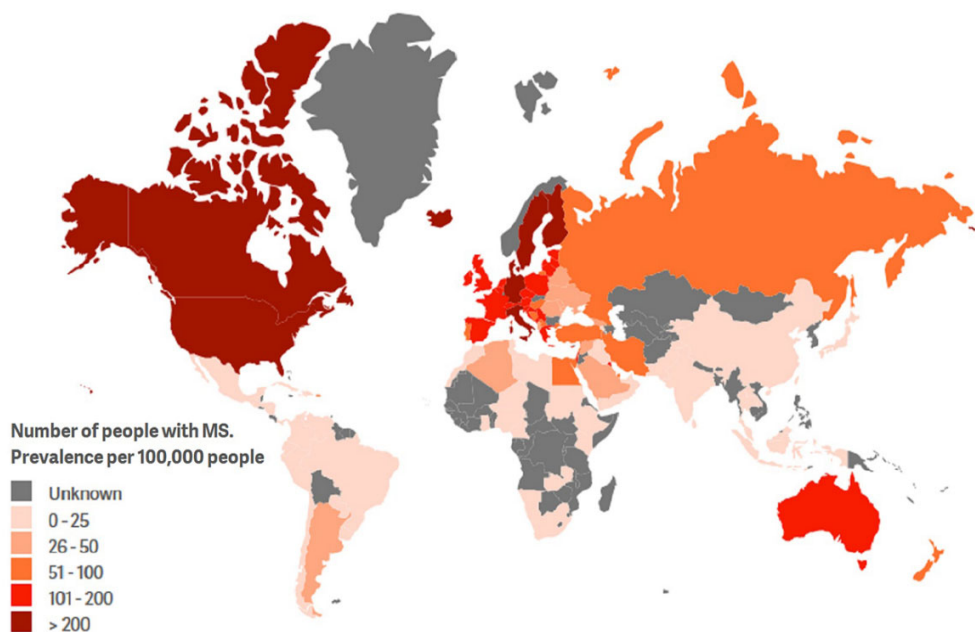 Number of people with MS.
Prevalence per 100,000 people
Unknown
0 - 25
26 - 50
51 - 100
101 - 200
> 200